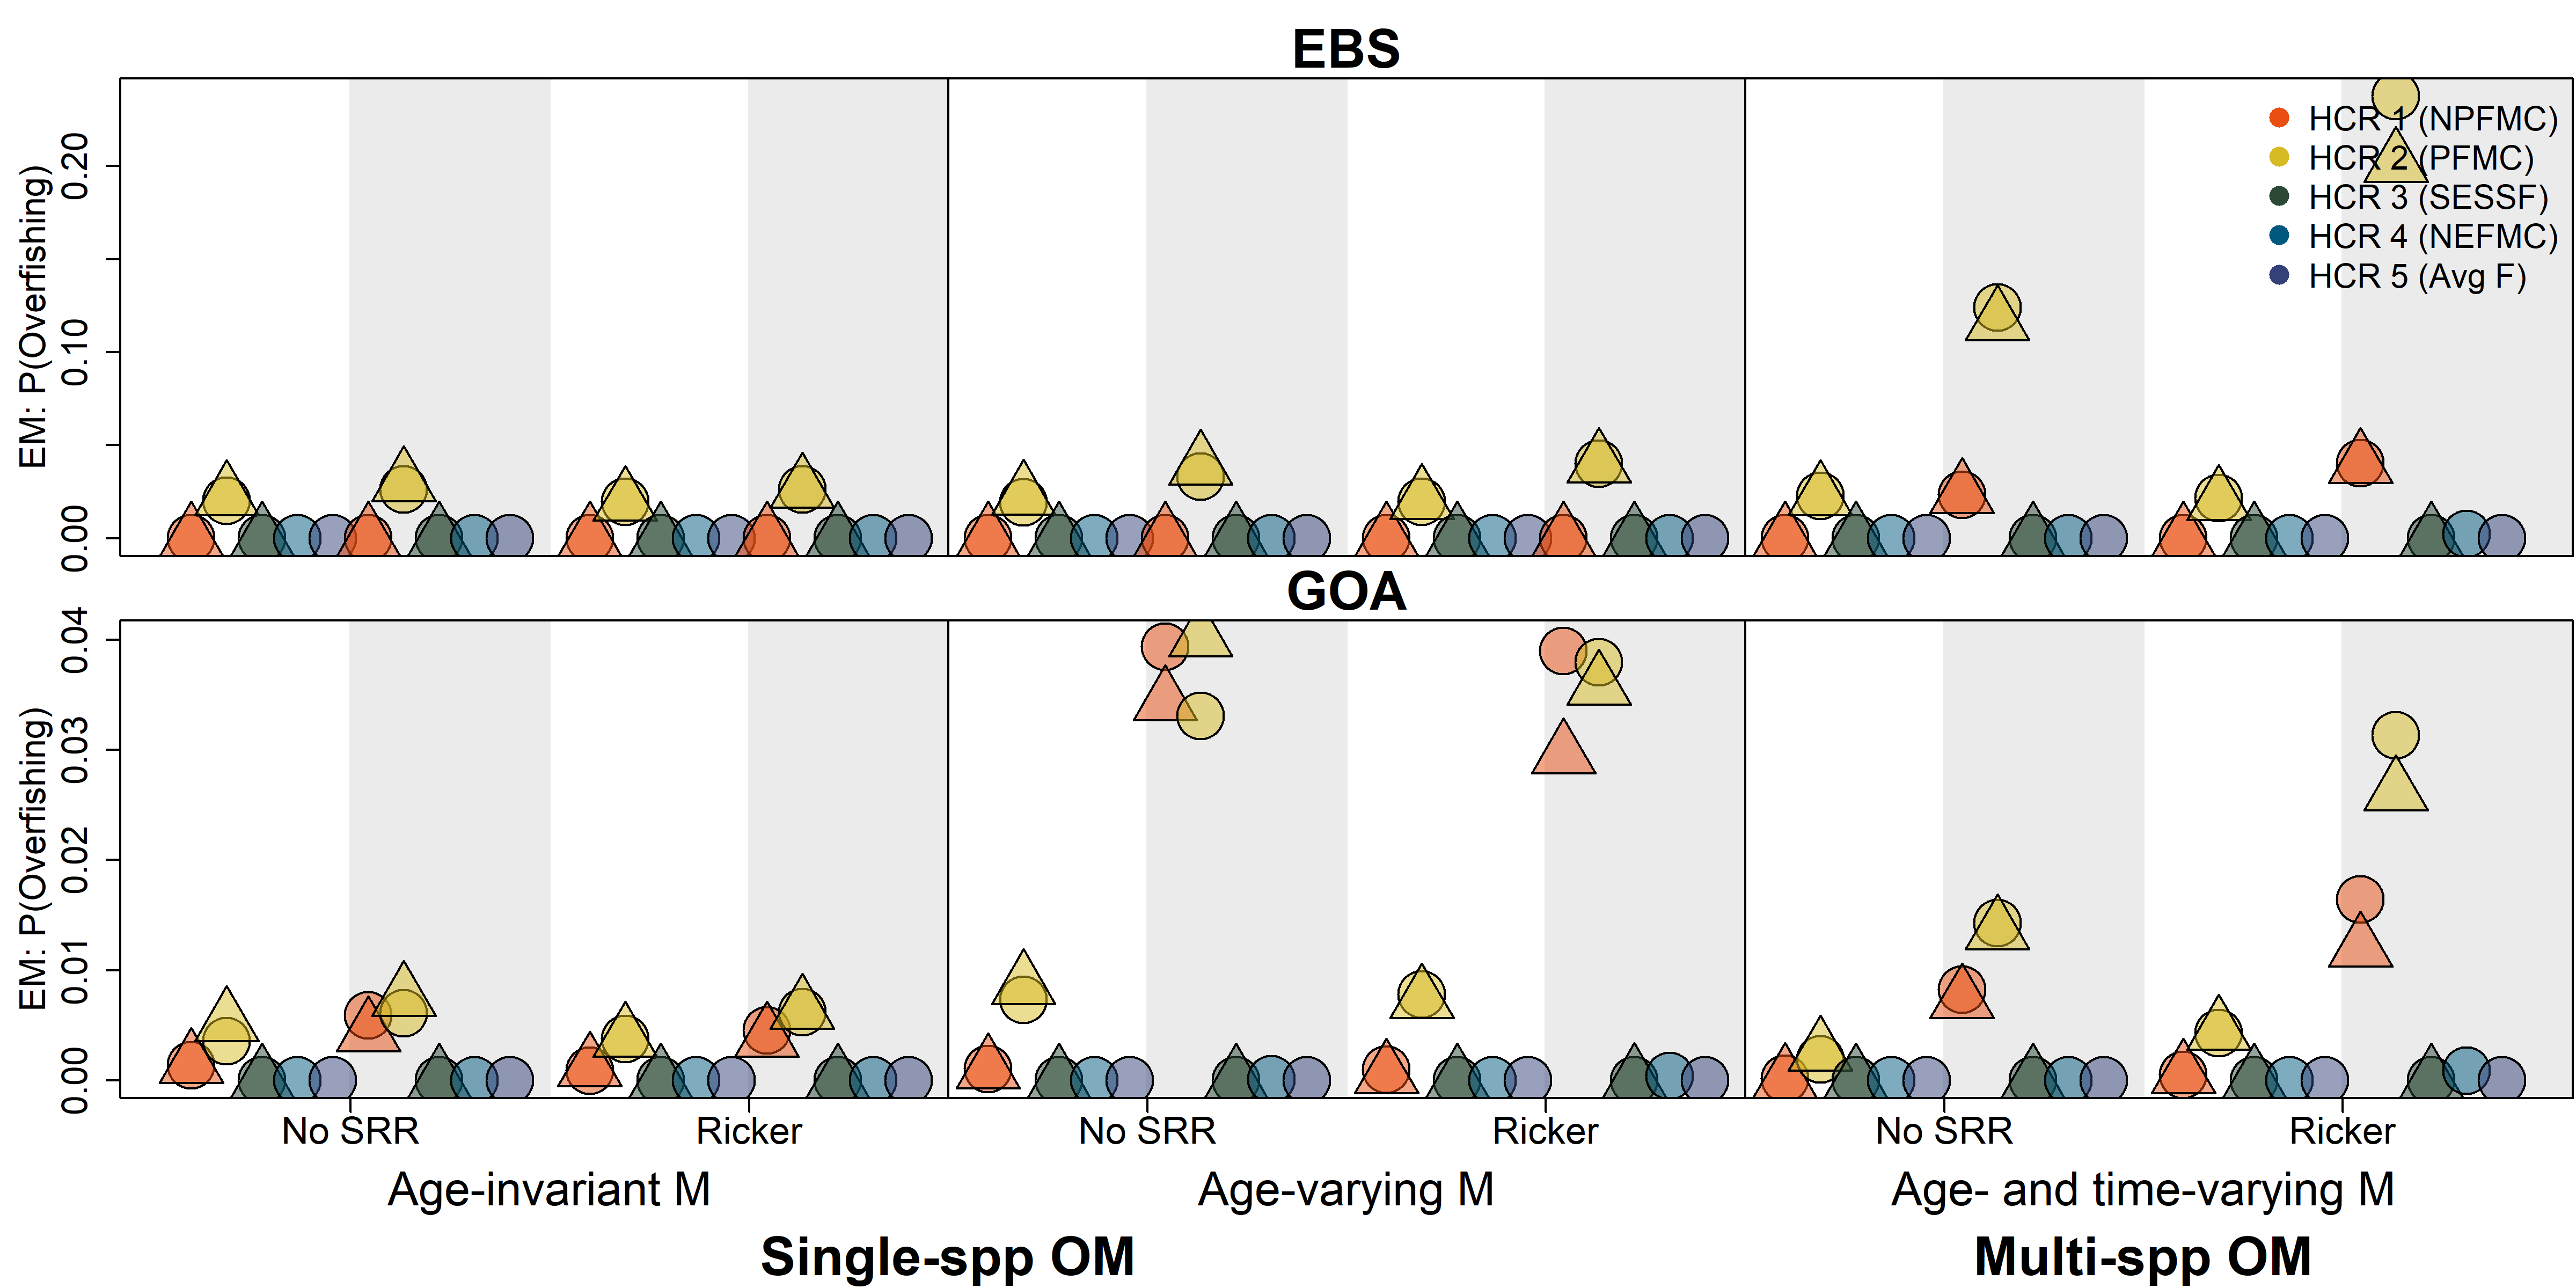 EBS
EM: P(Overfishing)
0.20
0.10
0.00
HCR 1 (NPFMC)
HCR 2 (PFMC)
HCR 3 (SESSF)
HCR 4 (NEFMC)
HCR 5 (Avg F)
GOA
EM: P(Overfishing)
0.04
0.03
0.02
0.01
0.00
No SRR Ricker No SRR Ricker No SRR Ricker
Age-invariant M Age-varying M Age- and time-varying M
Single-spp OM Multi-spp OM